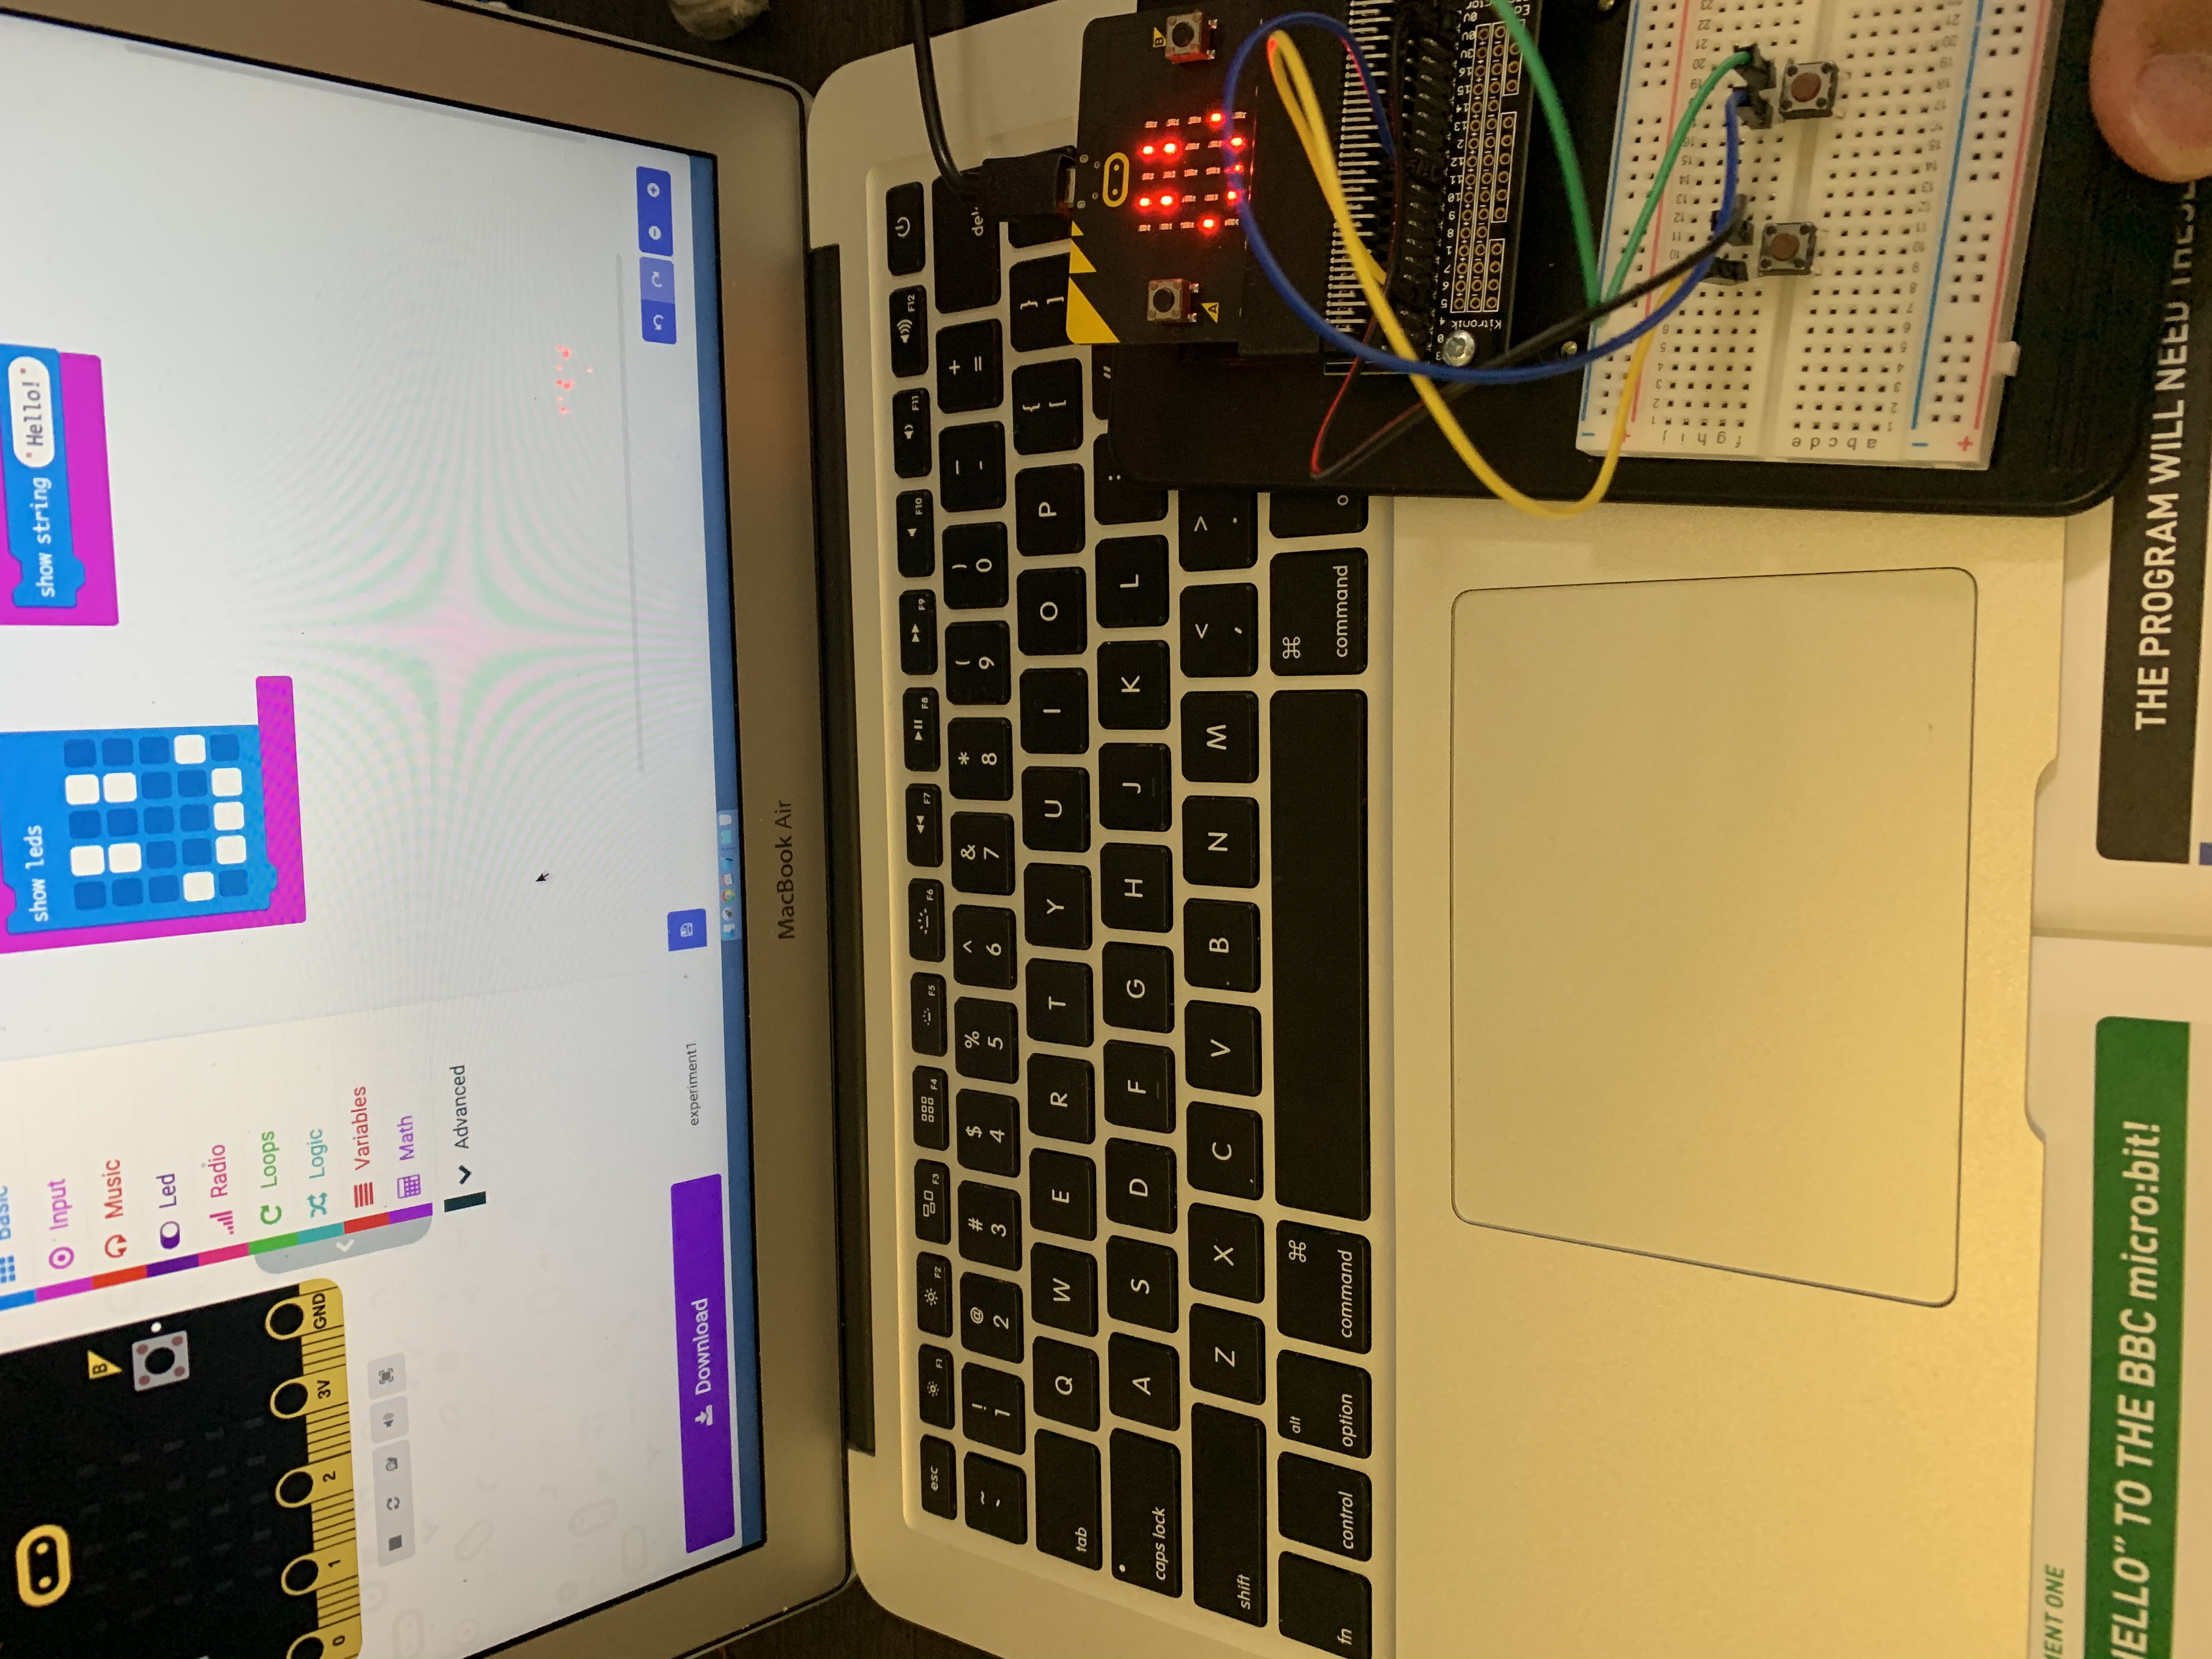 Basic
show leds
show string "Hello!"
Input
B
Music
Led
Radio
Loops
Logic
0 1 2 3V GND
Variables
Math
Advanced
Download
experiment1
MacBook Air
esc F1 F2 F3 F4 F5 F6 F7 F8 F9 F10 F11 F12
~ ! @ # $ % ^ & * ( ) — +
` 1 2 3 4 5 6 7 8 9 0 - =
tab Q W E R T Y U I O P { [ } ]
caps lock A S D F G H J K L : "
shift Z X C V B N M < , > .
fn control alt option ⌘ command ⌘ command
A
B
Kitronik
j
i
h
g
f
e
d
c
b
a
MENT ONE
HELLO" TO THE BBC micro:bit!
THE PROGRAM WILL NEED THESE